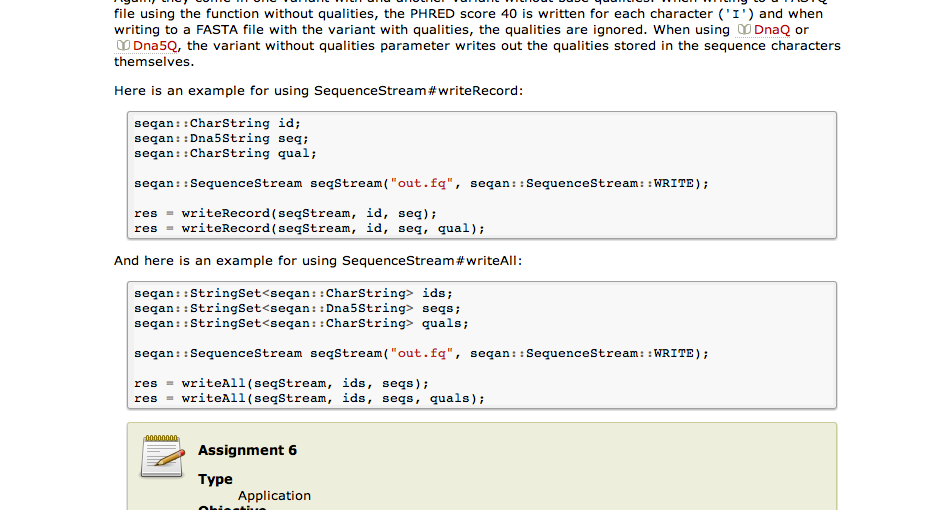 file using the function without qualities, the PHRED score 40 is written for each character ('I') and when
writing to a FASTA file with the variant with qualities, the qualities are ignored. When using DnaQ or
Dna5Q, the variant without qualities parameter writes out the qualities stored in the sequence characters
themselves.
Here is an example for using SequenceStream#writeRecord:
seqan::CharString id;
seqan::Dna5String seq;
seqan::CharString qual;
seqan::SequenceStream seqStream("out.fq", seqan::SequenceStream::WRITE);
res = writeRecord(seqStream, id, seq);
res = writeRecord(seqStream, id, seq, qual);
And here is an example for using SequenceStream#writeAll:
seqan::StringSet<seqan::CharString> ids;
seqan::StringSet<seqan::Dna5String> seqs;
seqan::StringSet<seqan::CharString> quals;
seqan::SequenceStream seqStream("out.fq", seqan::SequenceStream::WRITE);
res = writeAll(seqStream, ids, seqs);
res = writeAll(seqStream, ids, seqs, quals);
Assignment 6
Type
Application
Objective